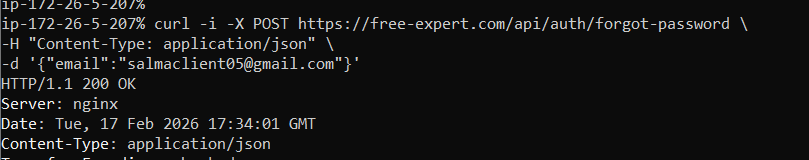 ip-172-26-5-207%
ip-172-26-5-207% curl -i -X POST https://free-expert.com/api/auth/forgot-password \
-H "Content-Type: application/json" \
-d '{"email":"salmaclient05@gmail.com"}'
HTTP/1.1 200 OK
Server: nginx
Date: Tue, 17 Feb 2026 17:34:01 GMT
Content-Type: application/json